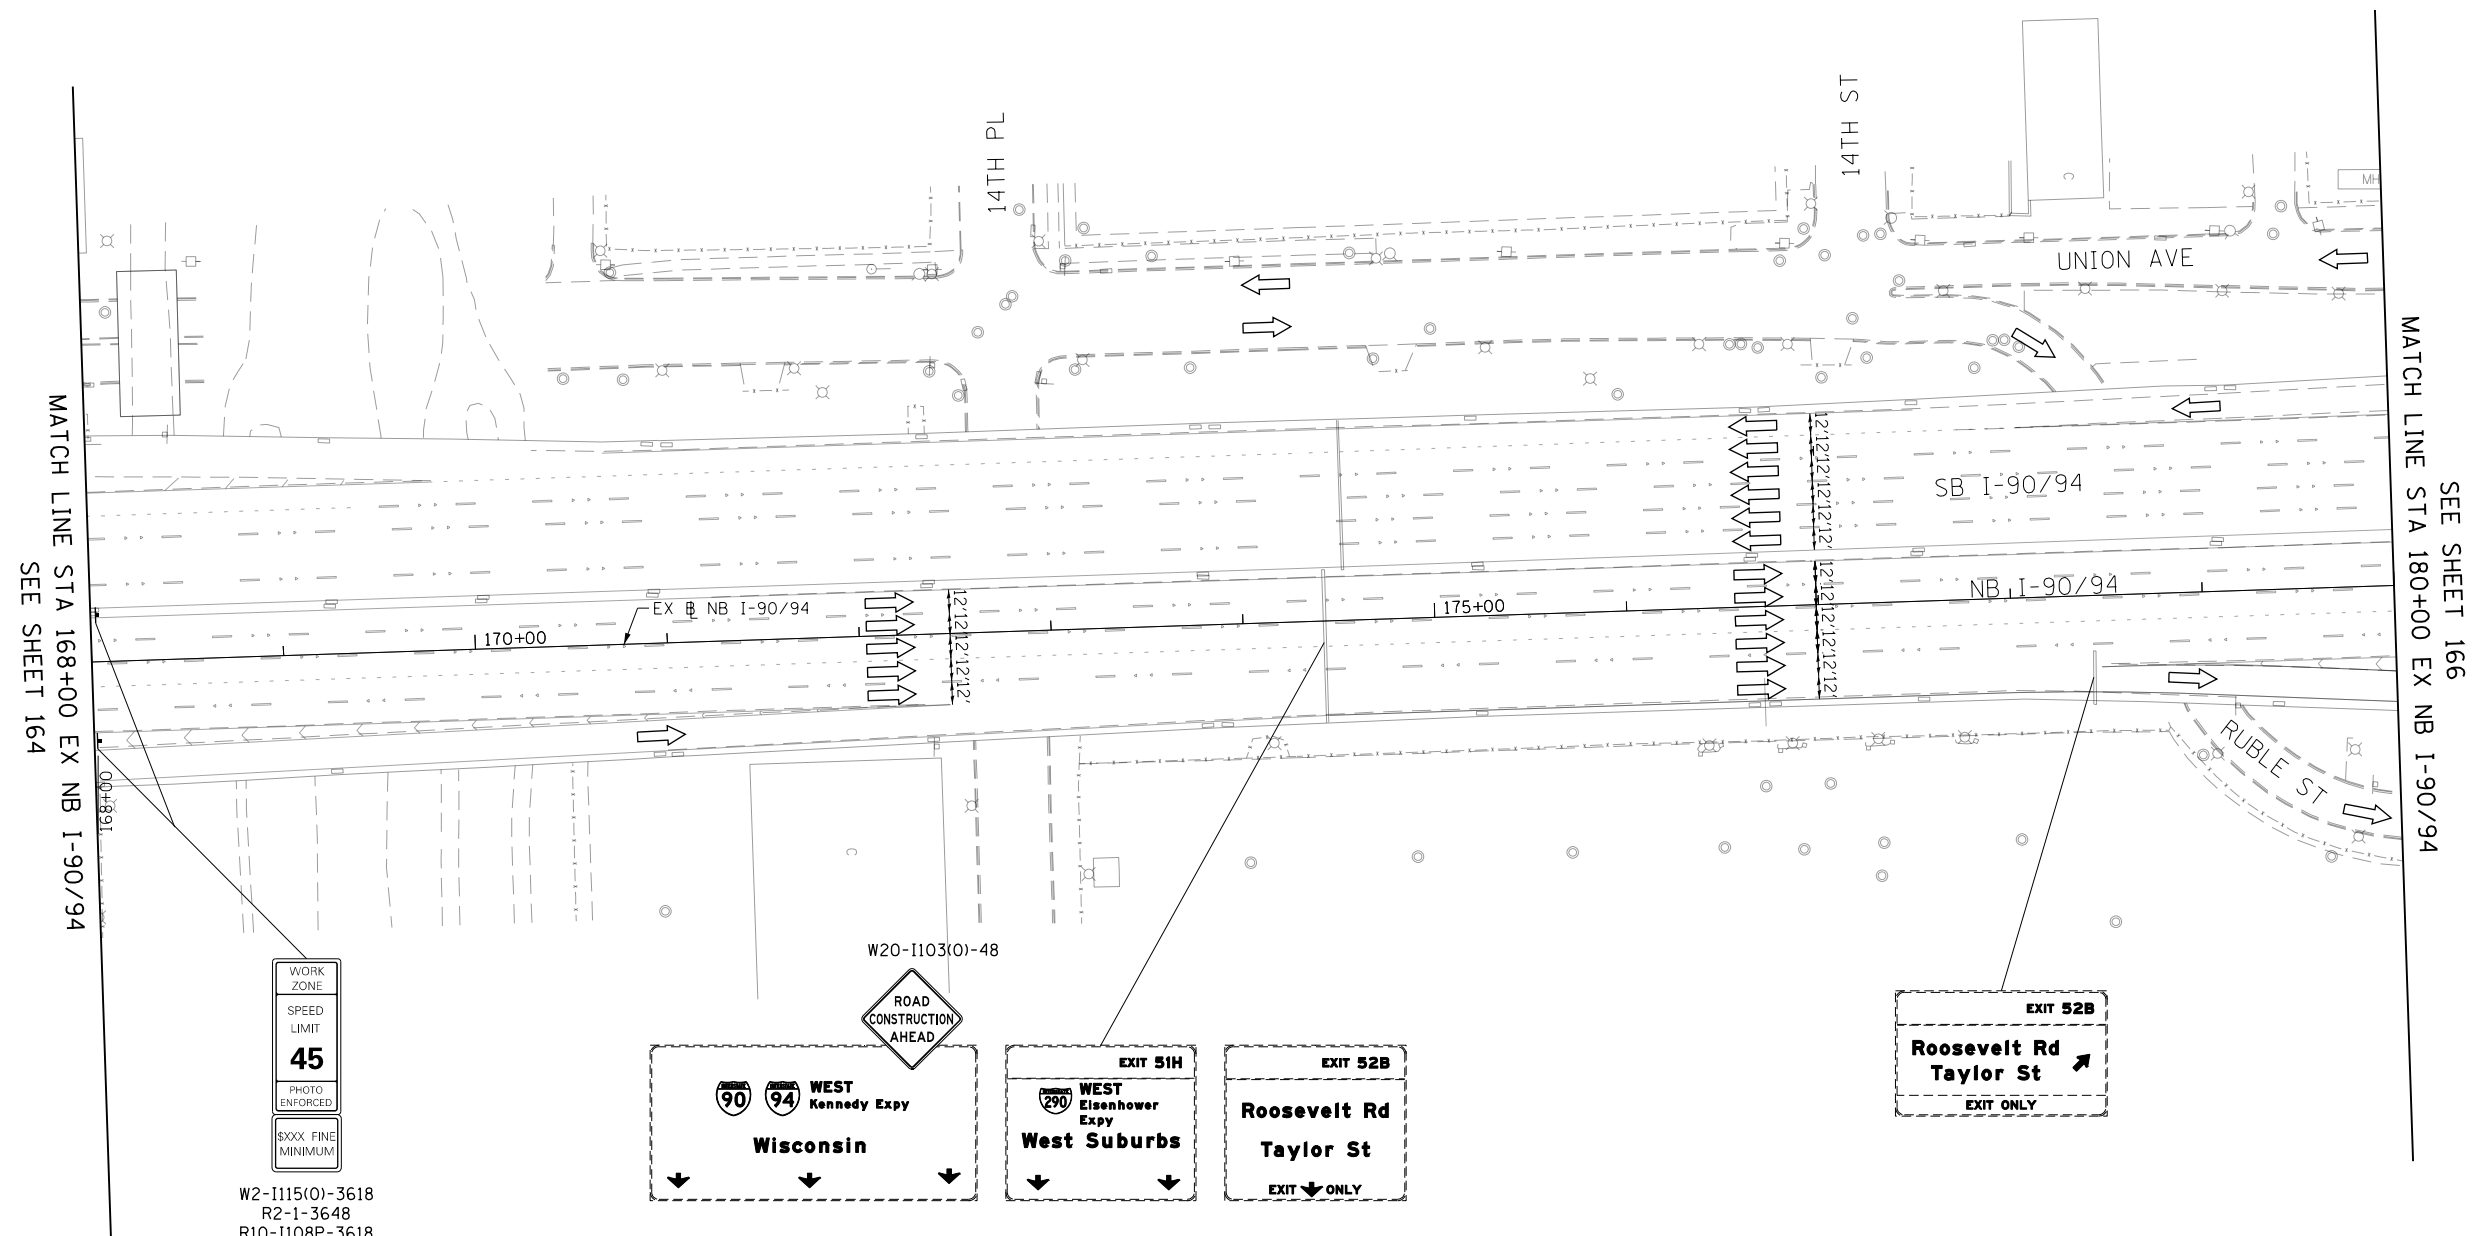 14TH PL
14TH ST
UNION AVE
MH
C
MATCH LINE STA 168+00 EX NB I-90/94
SEE SHEET 164
MATCH LINE STA 180+00 EX NB I-90/94
SEE SHEET 166
12' 12' 12' 12' 12' 12'
SB I-90/94
NB I-90/94
12' 12' 12' 12' 12' 12'
EX B NB I-90/94
12' 12' 12' 12' 12'
170+00
175+00
168+00
RUBLE ST
C
WORK
ZONE
SPEED
LIMIT
45
PHOTO
ENFORCED
$XXX FINE
MINIMUM
W2-I115(O)-3618
R2-1-3648
R10-I108P-3618
W20-I103(O)-48
ROAD
CONSTRUCTION
AHEAD
90 94 WEST
Kennedy Expy
Wisconsin
EXIT 51H
290 WEST
Eisenhower
Expy
West Suburbs
EXIT 52B
Roosevelt Rd
Taylor St
EXIT ONLY
EXIT 52B
Roosevelt Rd
Taylor St
EXIT ONLY